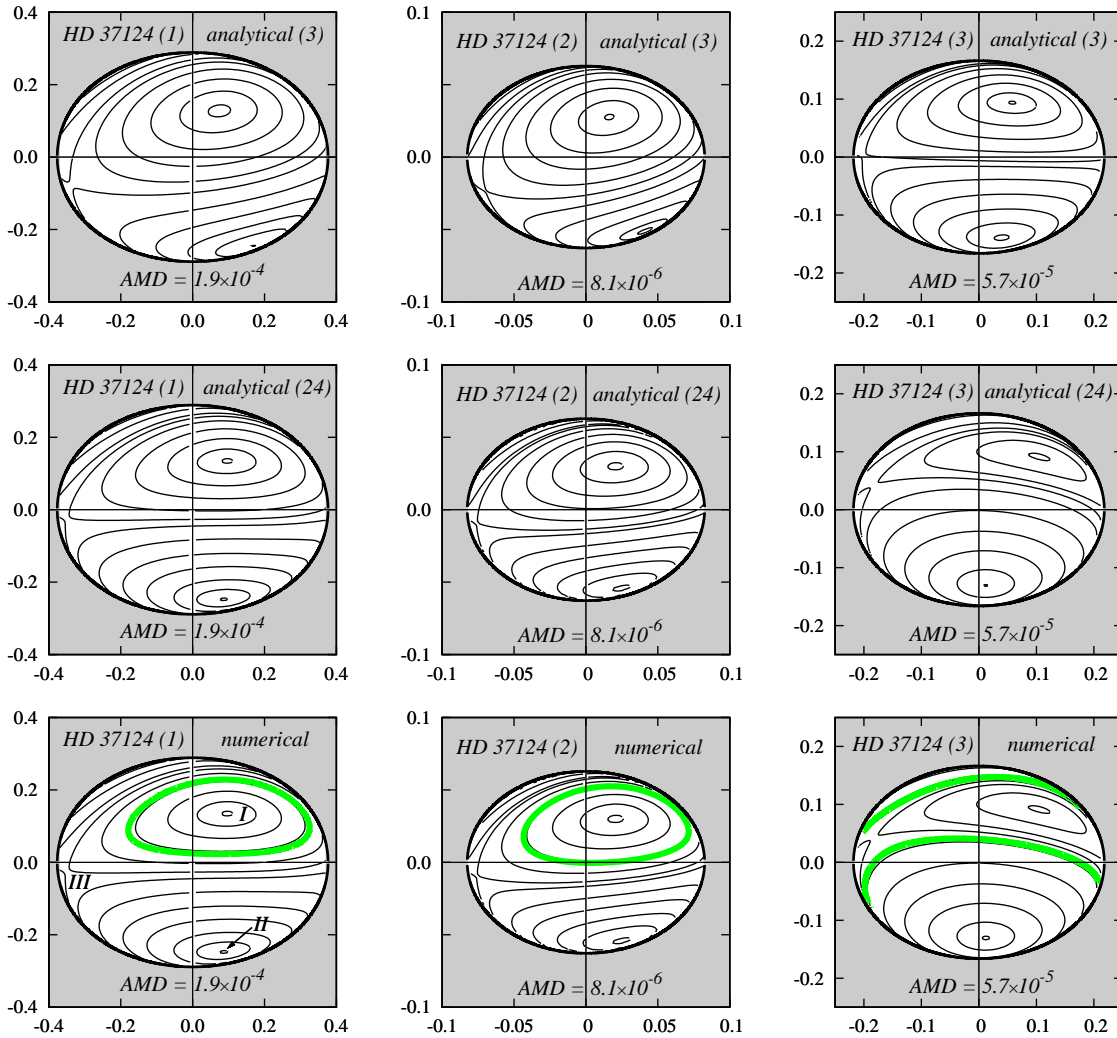 HD 37124 (1) analytical (3)
0.4
0.2
0.0
-0.2
-0.4
AMD = 1.9×10⁻⁴
-0.4 -0.2 0.0 0.2 0.4
HD 37124 (2) analytical (3)
0.1
0.0
-0.1
AMD = 8.1×10⁻⁶
-0.1 -0.05 0 0.05 0.1
HD 37124 (3) analytical (3)
0.2
0.1
0.0
-0.1
-0.2
AMD = 5.7×10⁻⁵
-0.2 -0.1 0 0.1 0.2
HD 37124 (1) analytical (24)
0.4
0.2
0.0
-0.2
-0.4
AMD = 1.9×10⁻⁴
-0.4 -0.2 0.0 0.2 0.4
HD 37124 (2) analytical (24)
0.1
0.0
-0.1
AMD = 8.1×10⁻⁶
-0.1 -0.05 0 0.05 0.1
HD 37124 (3) analytical (24)
0.2
0.1
0.0
-0.1
-0.2
AMD = 5.7×10⁻⁵
-0.2 -0.1 0 0.1 0.2
HD 37124 (1) numerical
0.4
0.2
I
0.0
III
II
-0.2
-0.4
AMD = 1.9×10⁻⁴
-0.4 -0.2 0.0 0.2 0.4
HD 37124 (2) numerical
0.1
0.0
-0.1
AMD = 8.1×10⁻⁶
-0.1 -0.05 0 0.05 0.1
HD 37124 (3) numerical
0.2
0.1
0.0
-0.1
-0.2
AMD = 5.7×10⁻⁵
-0.2 -0.1 0 0.1 0.2